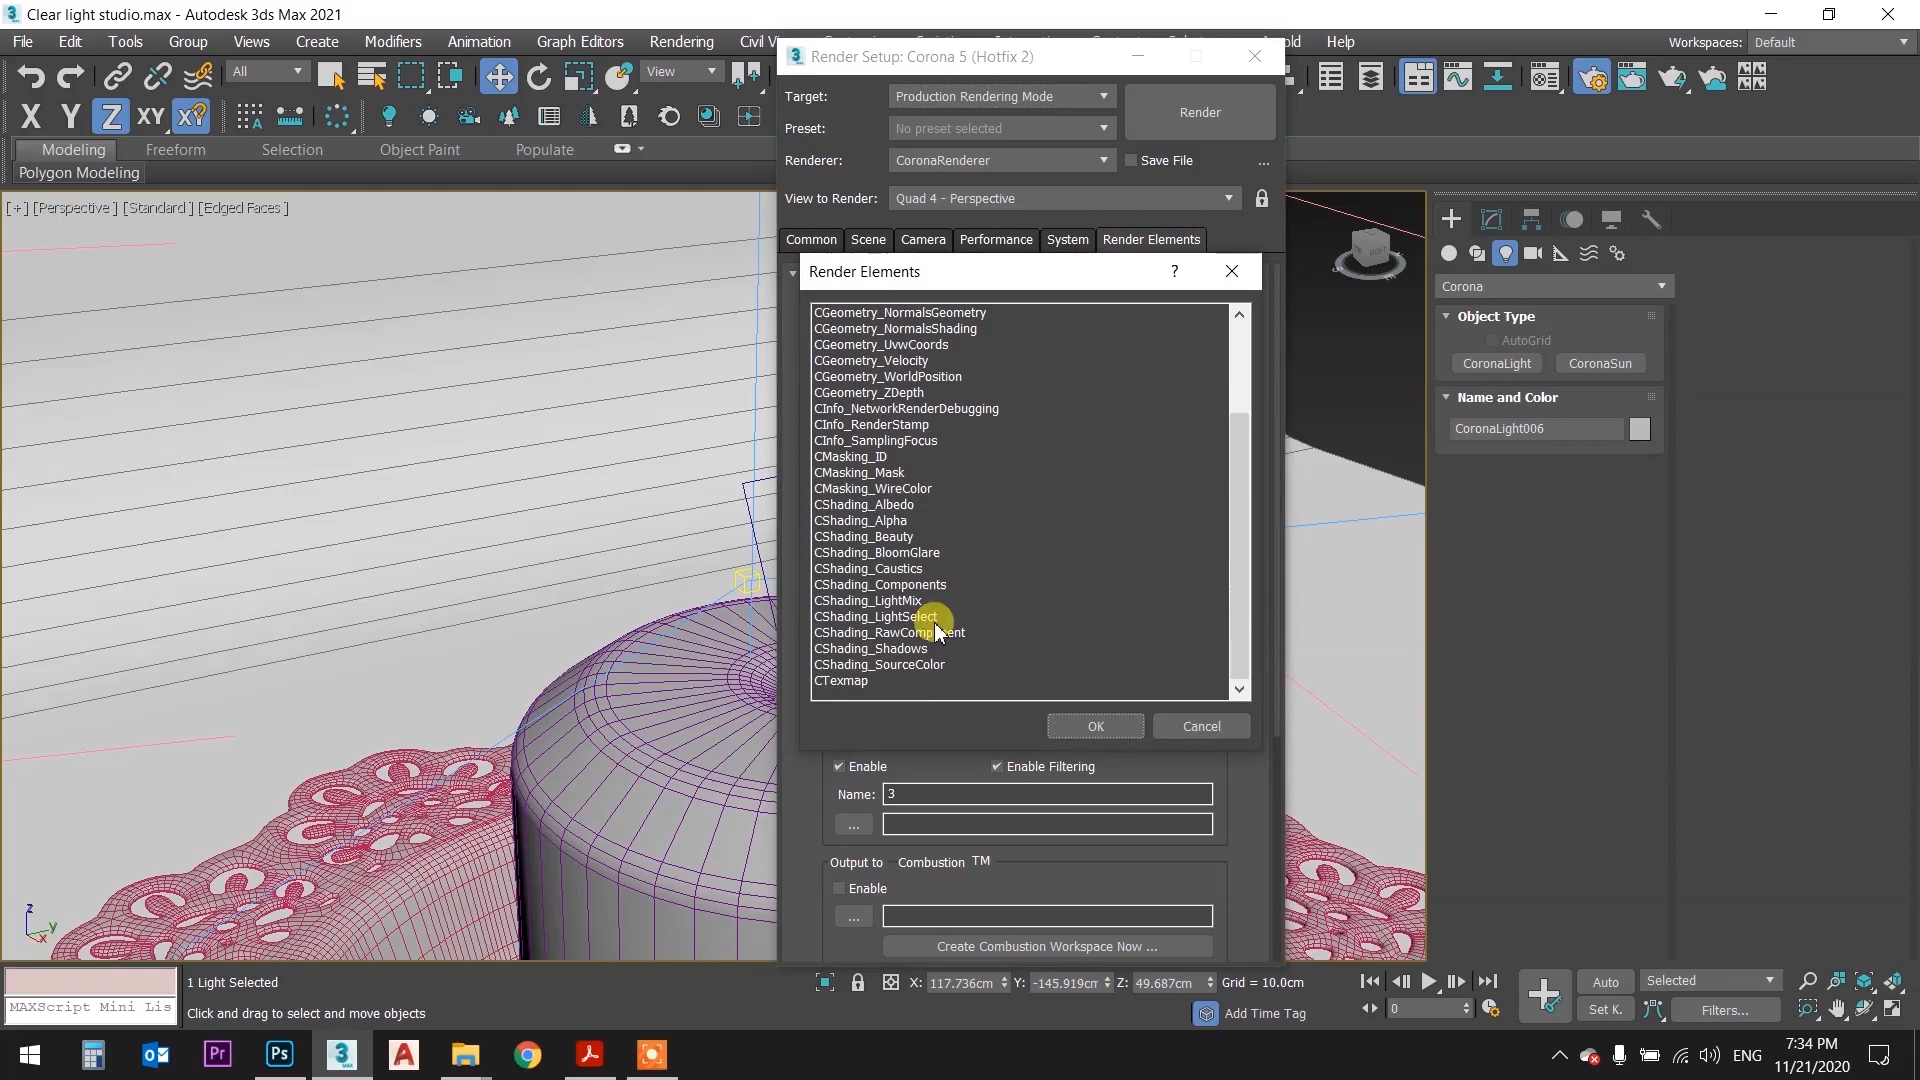 Clear light studio.max - Autodesk 3ds Max 2021
File Edit Tools Group Views Create Modifiers Animation Graph Editors Rendering Civil Help
Workspaces: Default
Render Setup: Corona 5 (Hotfix 2)
All
View
Target: Production Rendering Mode
Render
Preset: No preset selected
Renderer: CoronaRenderer
Save File
...
View to Render: Quad 4 - Perspective
X Y Z XY
Modeling Freeform Selection Object Paint Populate
Polygon Modeling
[+] [Perspective ] [Standard ] [Edged Faces ]
Common Scene Camera Performance System Render Elements
Render Elements
?
CGeometry_NormalsGeometry
CGeometry_NormalsShading
CGeometry_UvwCoords
CGeometry_Velocity
CGeometry_WorldPosition
CGeometry_ZDepth
CInfo_NetworkRenderDebugging
CInfo_RenderStamp
CInfo_SamplingFocus
CMasking_ID
CMasking_Mask
CMasking_WireColor
CShading_Albedo
CShading_Alpha
CShading_Beauty
CShading_BloomGlare
CShading_Caustics
CShading_Components
CShading_LightMix
CShading_LightSelect
CShading_RawComponent
CShading_Shadows
CShading_SourceColor
CTexmap
OK Cancel
Enable Enable Filtering
Name: 3
...
Output to Combustion TM
Enable
...
Create Combustion Workspace Now ...
Corona
Object Type
AutoGrid
CoronaLight CoronaSun
Name and Color
CoronaLight006
z
y
x
MAXScript Mini Lis
1 Light Selected
Click and drag to select and move objects
X: 117.736cm Y: -145.919cm Z: 49.687cm Grid = 10.0cm
Add Time Tag
0
Auto Selected
Set K. Filters...
ENG
7:34 PM
11/21/2020